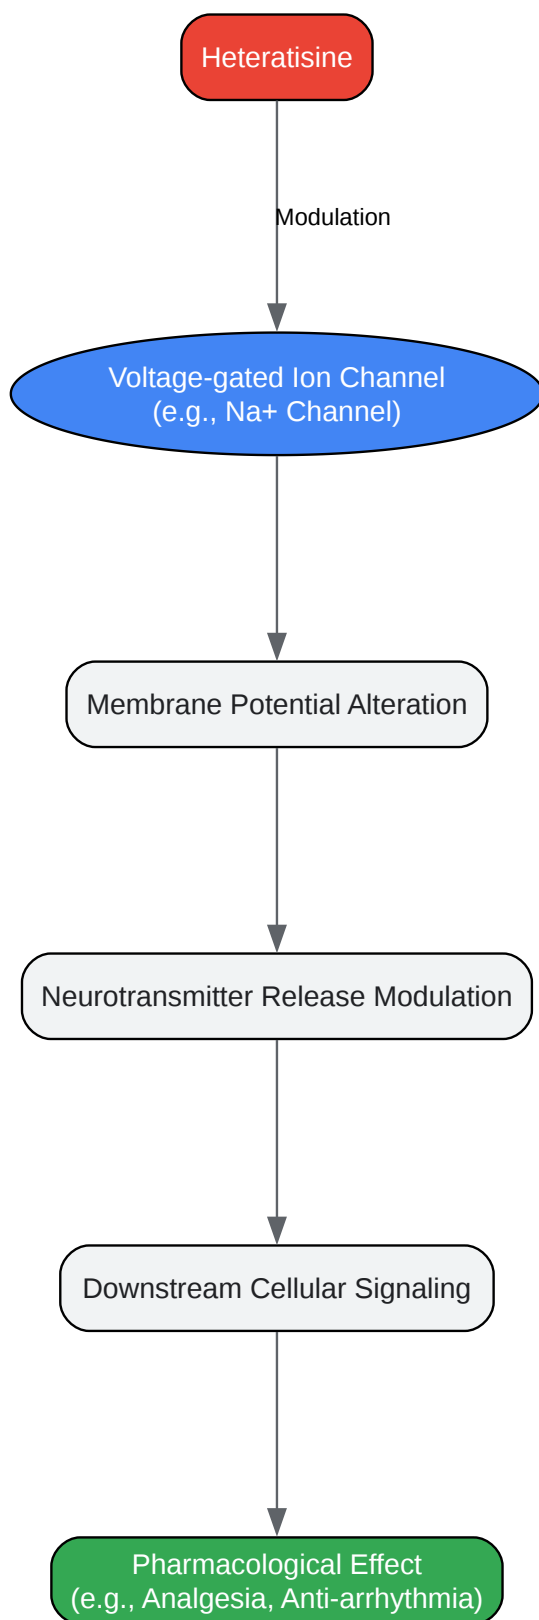 Heteratisine
Modulation
Voltage-gated Ion Channel
(e.g., Na+ Channel)
Membrane Potential Alteration
Neurotransmitter Release Modulation
Downstream Cellular Signaling
Pharmacological Effect
(e.g., Analgesia, Anti-arrhythmia)